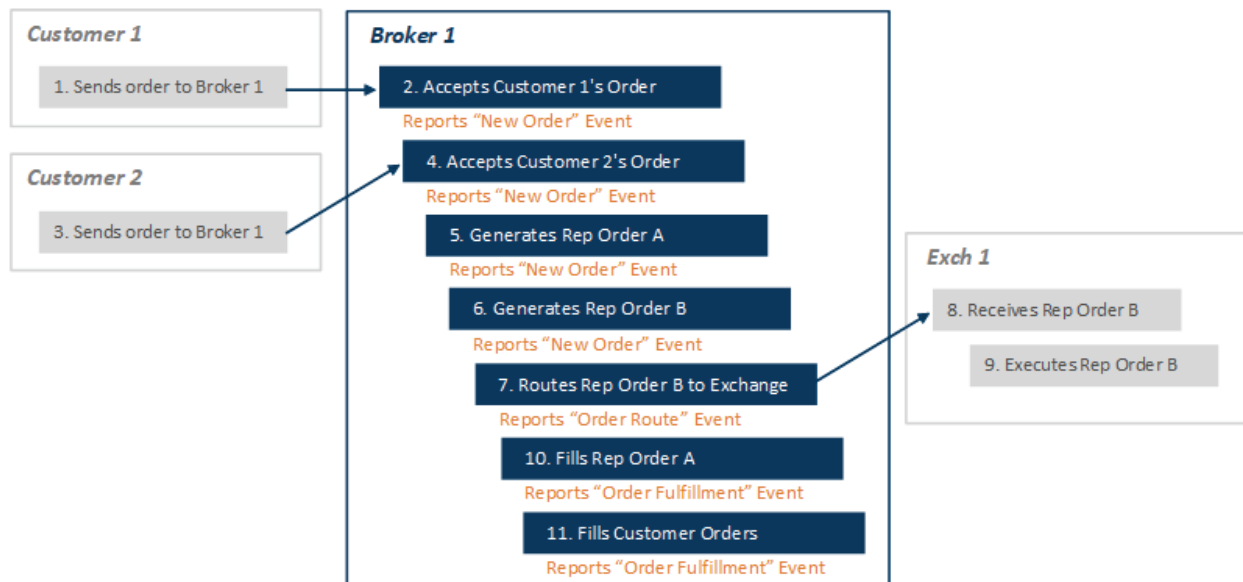 Customer 1
1. Sends order to Broker 1
Customer 2
3. Sends order to Broker 1
Broker 1
2. Accepts Customer 1's Order
Reports “New Order” Event
4. Accepts Customer 2's Order
Reports “New Order” Event
5. Generates Rep Order A
Reports “New Order” Event
6. Generates Rep Order B
Reports “New Order” Event
7. Routes Rep Order B to Exchange
Reports “Order Route” Event
10. Fills Rep Order A
Reports “Order Fulfillment” Event
11. Fills Customer Orders
Reports “Order Fulfillment” Event
Exch 1
8. Receives Rep Order B
9. Executes Rep Order B